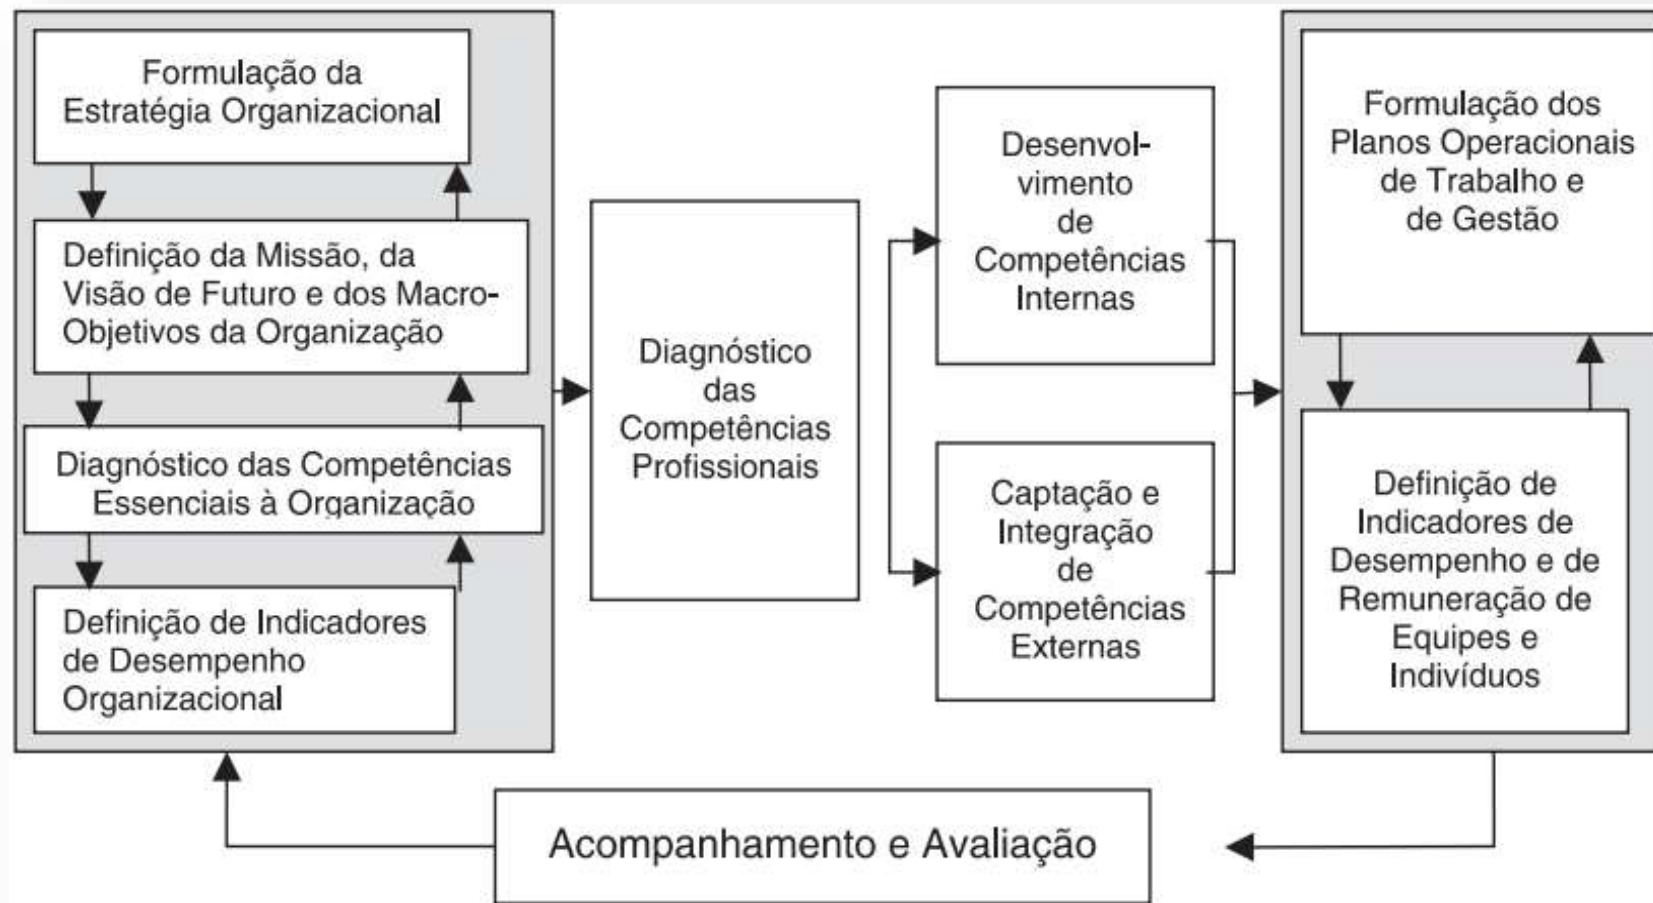 Formulação da
Estratégia Organizacional
Definição da Missão, da
Visão de Futuro e dos Macro-
Objetivos da Organização
Diagnóstico das Competências
Essenciais à Organização
Definição de Indicadores
de Desempenho
Organizacional
Diagnóstico
das
Competências
Profissionais
Desenvol-
vimento
de
Competências
Internas
Captação e
Integração
de
Competências
Externas
Formulação dos
Planos Operacionais
de Trabalho e
de Gestão
Definição de
Indicadores de
Desempenho e de
Remuneração de
Equipes e
Indivíduos
Acompanhamento e Avaliação